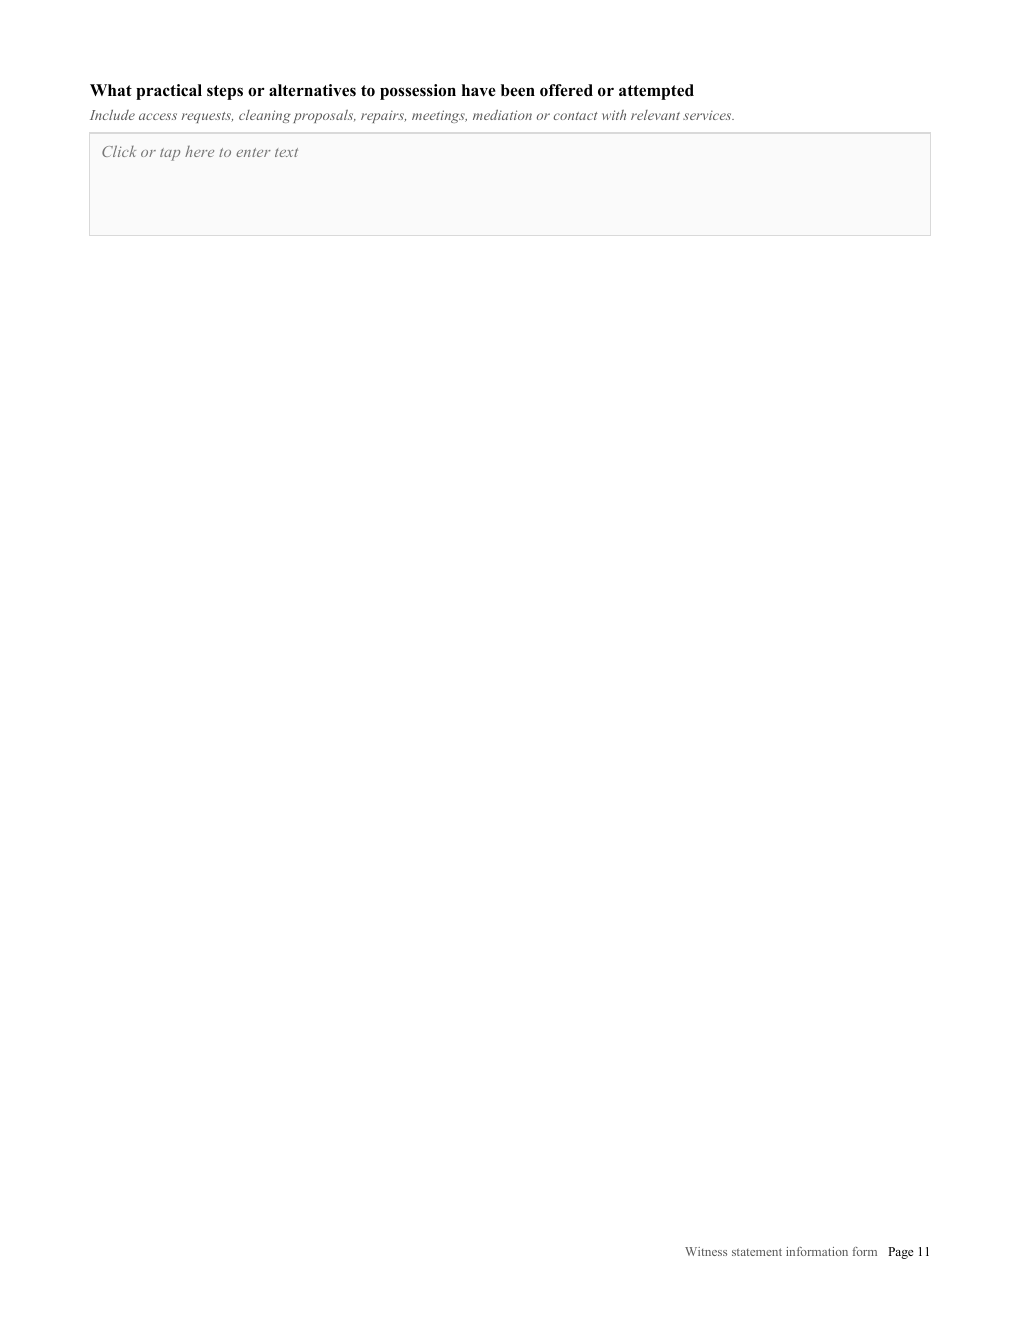 What practical steps or alternatives to possession have been offered or attempted
Include access requests, cleaning proposals, repairs, meetings, mediation or contact with relevant services.
Click or tap here to enter text
Witness statement information form Page 11